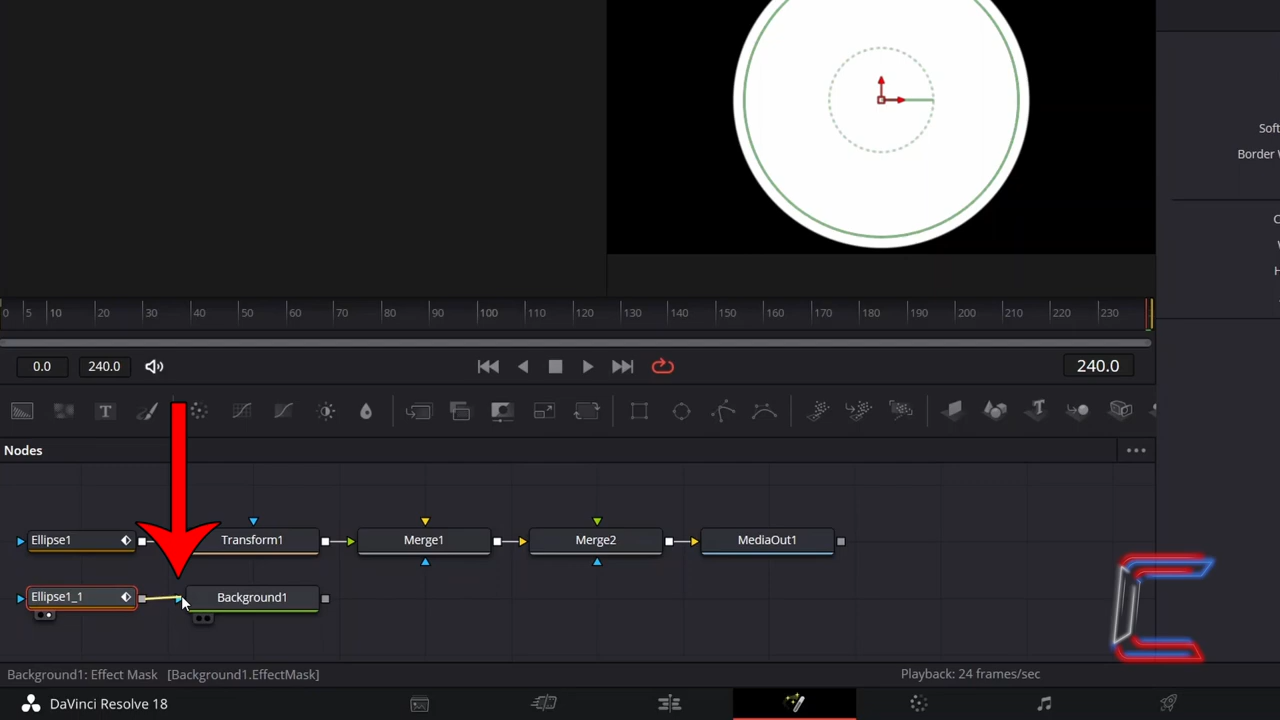 Soft
Border W
0 5 10 20 30 40 50 60 70 80 90 100 110 120 130 140 150 160 170 180 190 200 210 220 230
0.0 240.0 240.0
T
Nodes
Ellipse1 Transform1 Merge1 Merge2 MediaOut1
Ellipse1_1 Background1
Background1: Effect Mask [Background1.EffectMask] Playback: 24 frames/sec
DaVinci Resolve 18